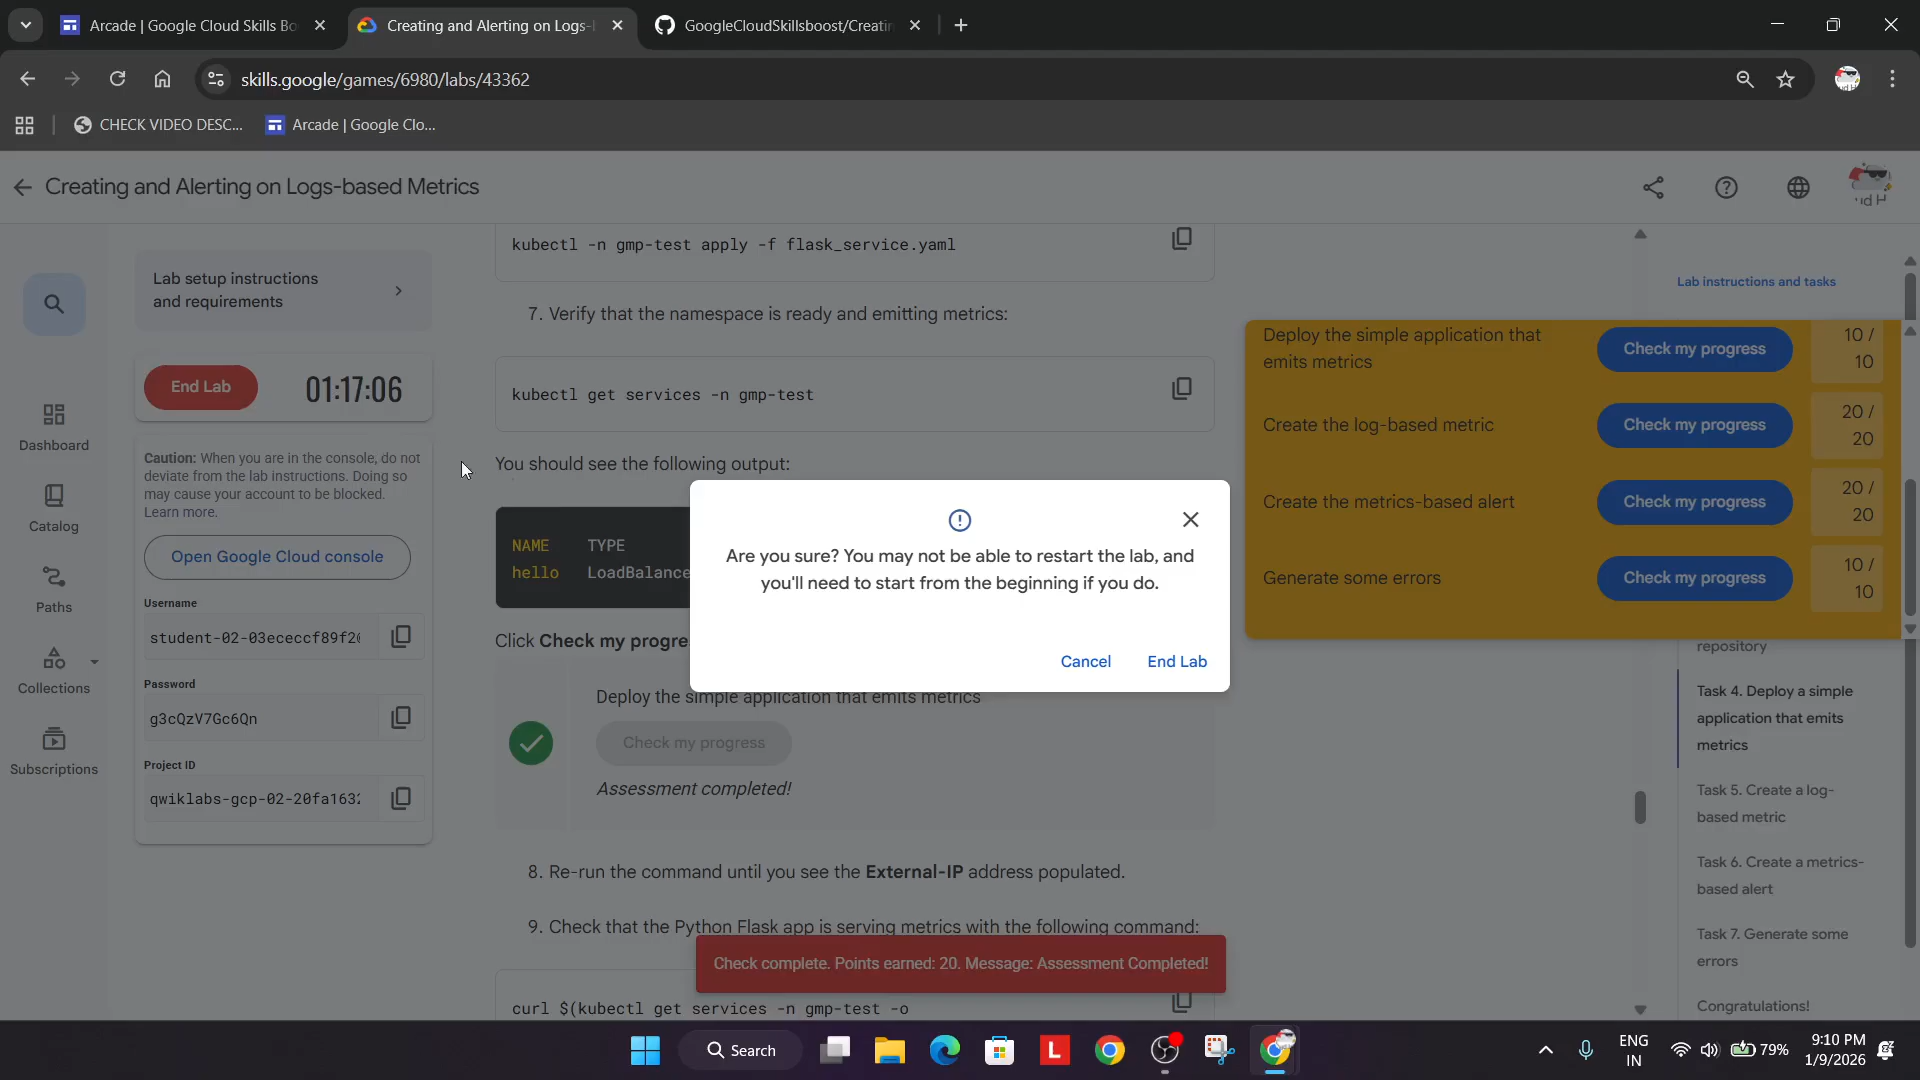 Arcade | Google Cloud Skills Bo
Creating and Alerting on Logs-
GoogleCloudSkillsboost/Creatin
skills.google/games/6980/labs/43362
CHECK VIDEO DESC...
Arcade | Google Clo...
Creating and Alerting on Logs-based Metrics
Lab setup instructions
and requirements
End Lab
01:17:06
Caution: When you are in the console, do not
deviate from the lab instructions. Doing so
may cause your account to be blocked.
Learn more.
Open Google Cloud console
Username
student-02-03ececcf89f20
Password
g3cQzV7Gc6Qn
Project ID
qwiklabs-gcp-02-20fa1632
Dashboard
Catalog
Paths
Collections
Subscriptions
kubectl -n gmp-test apply -f flask_service.yaml
7. Verify that the namespace is ready and emitting metrics:
kubectl get services -n gmp-test
You should see the following output:
NAME TYPE
hello LoadBalance
Click Check my progre
Deploy the simple application that emits metrics
Check my progress
Assessment completed!
8. Re-run the command until you see the External-IP address populated.
9. Check that the Python Flask app is serving metrics with the following command:
curl $(kubectl get services -n gmp-test -o
Are you sure? You may not be able to restart the lab, and
you'll need to start from the beginning if you do.
Cancel
End Lab
Check complete. Points earned: 20. Message: Assessment Completed!
Lab instructions and tasks
Deploy the simple application that
emits metrics
Check my progress
10 /
10
Create the log-based metric
Check my progress
20 /
20
Create the metrics-based alert
Check my progress
20 /
20
Generate some errors
Check my progress
10 /
10
repository
Task 4. Deploy a simple
application that emits
metrics
Task 5. Create a log-
based metric
Task 6. Create a metrics-
based alert
Task 7. Generate some
errors
Congratulations!
Search
ENG
IN
79%
9:10 PM
1/9/2026